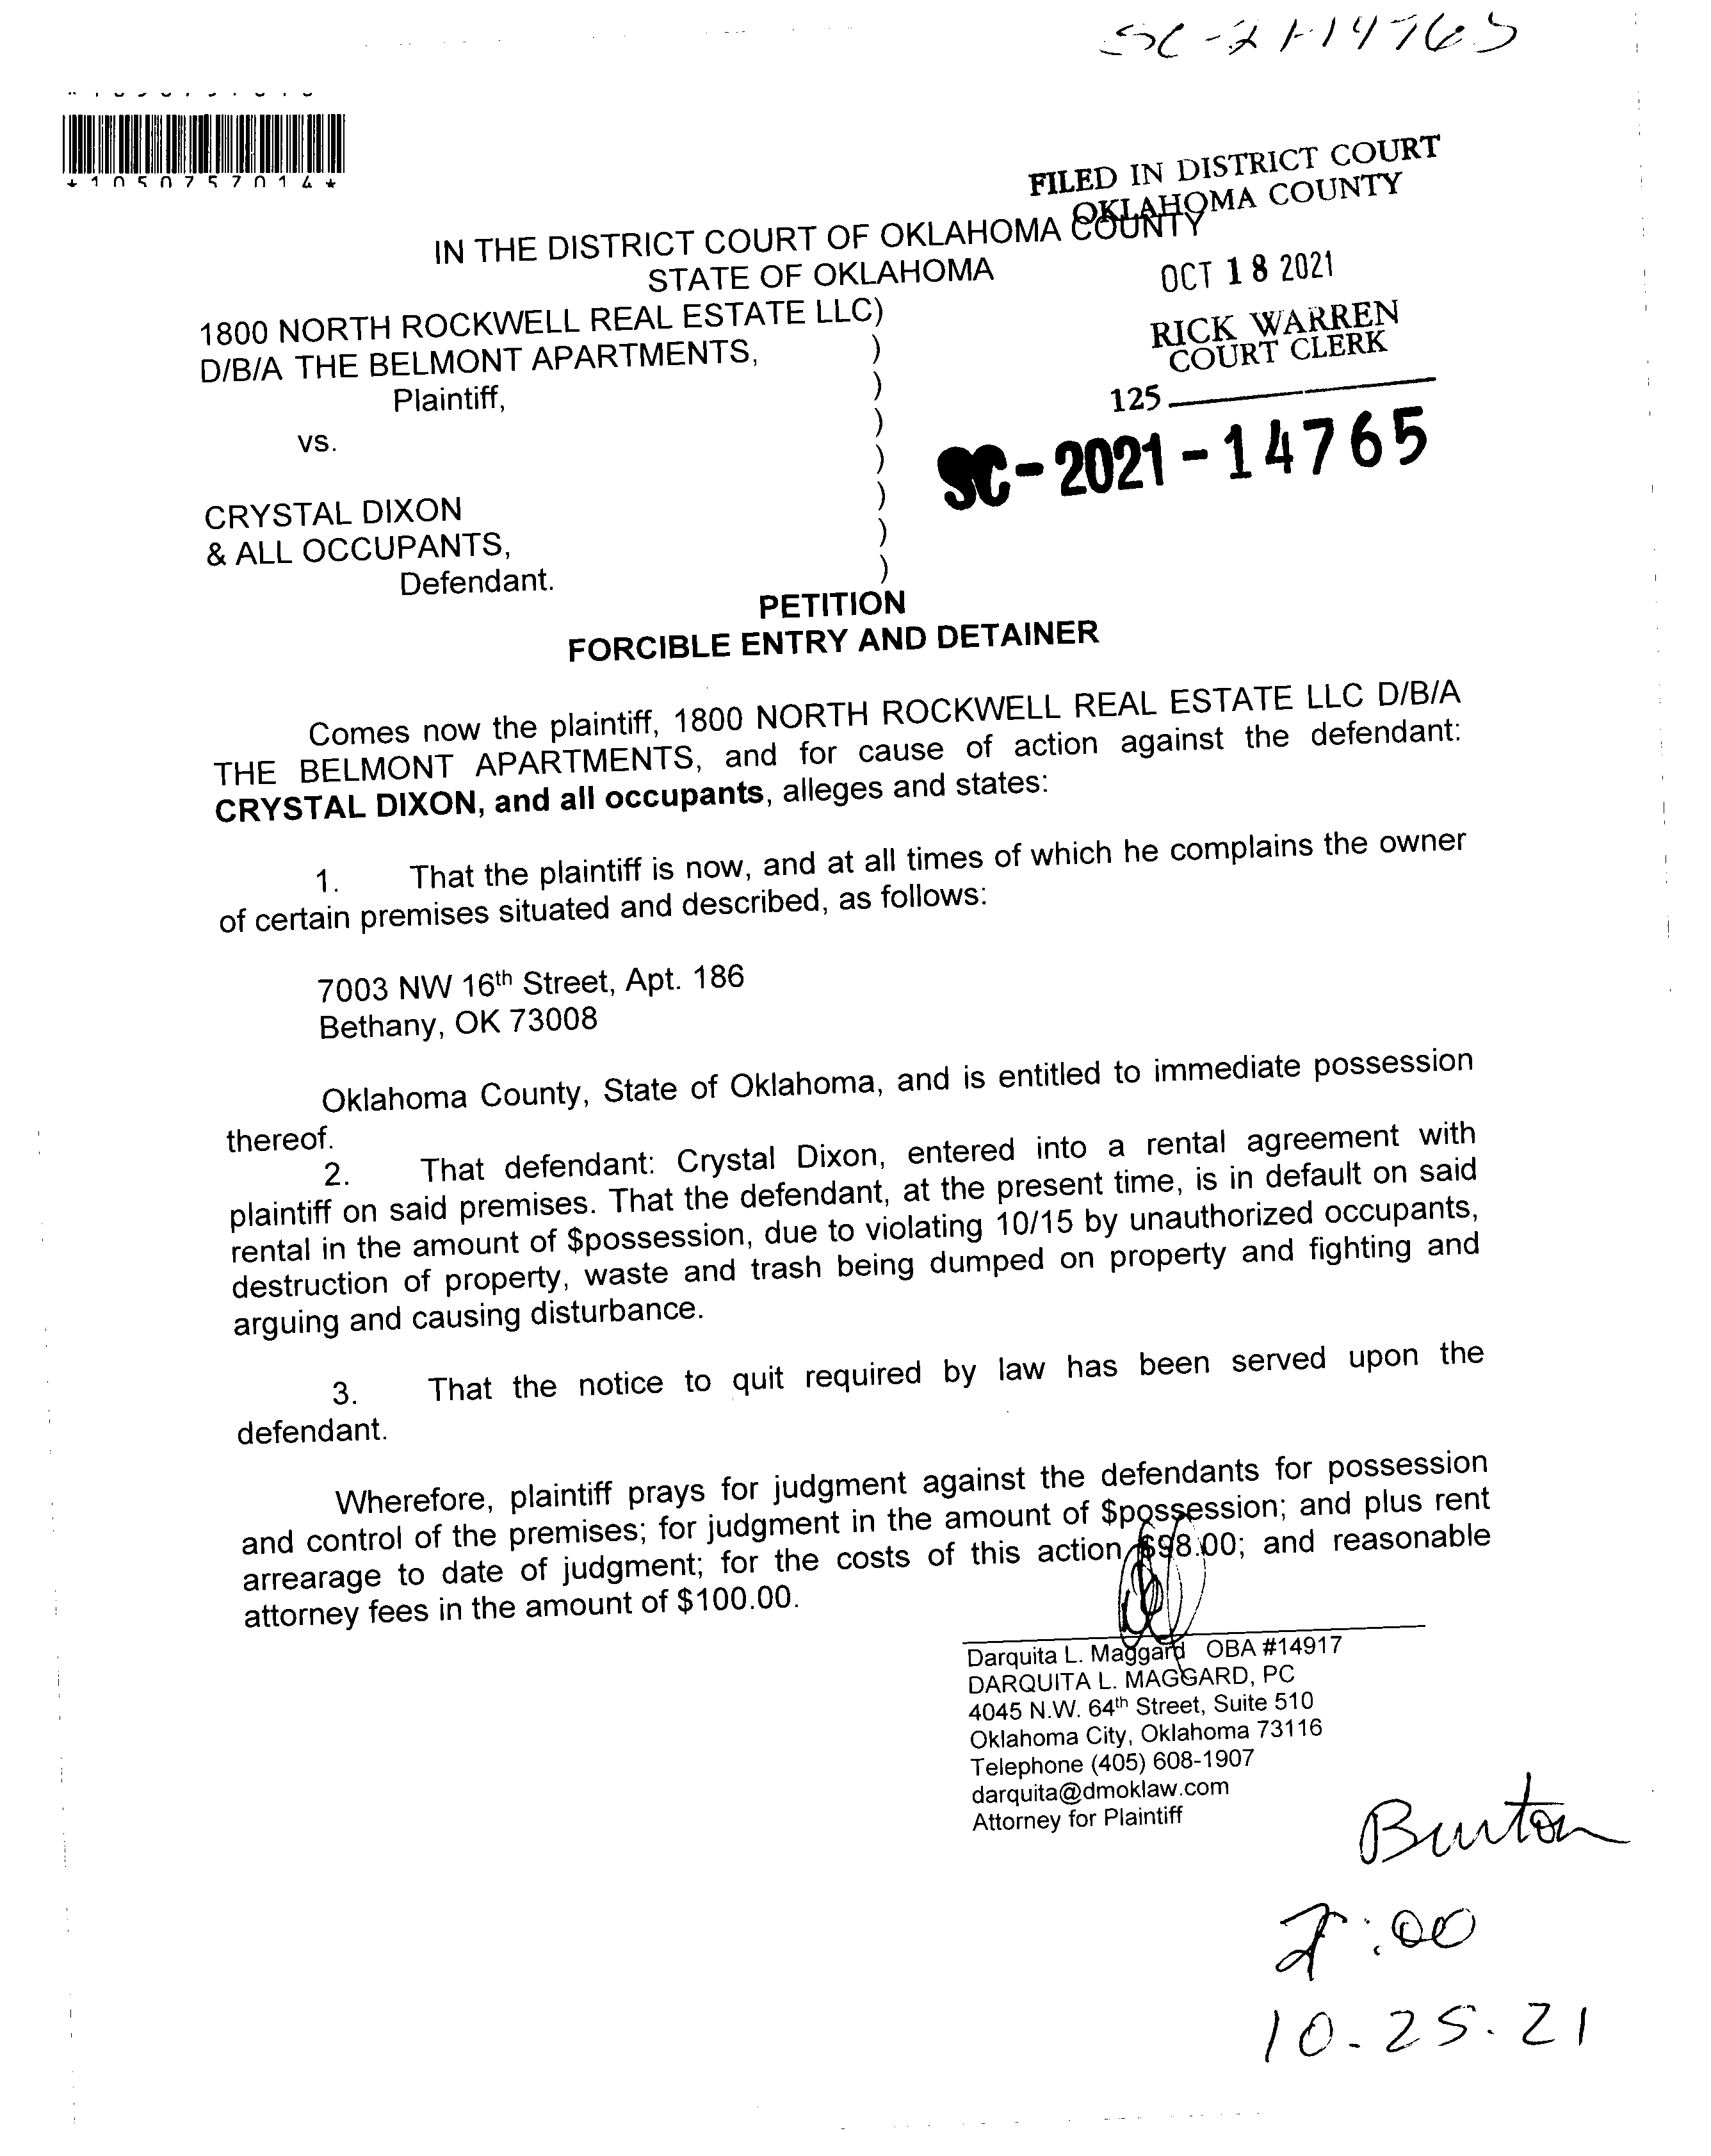 SC-21-14765
*1050757014*
FILED IN DISTRICT COURT
OKLAHOMA COUNTY
IN THE DISTRICT COURT OF OKLAHOMA COUNTY
STATE OF OKLAHOMA
OCT 18 2021
1800 NORTH ROCKWELL REAL ESTATE LLC)
D/B/A THE BELMONT APARTMENTS, )
Plaintiff, )
RICK WARREN
COURT CLERK
125
vs. )
SC-2021-14765
CRYSTAL DIXON )
& ALL OCCUPANTS, )
Defendant. )
PETITION
FORCIBLE ENTRY AND DETAINER
Comes now the plaintiff, 1800 NORTH ROCKWELL REAL ESTATE LLC D/B/A
THE BELMONT APARTMENTS, and for cause of action against the defendant:
CRYSTAL DIXON, and all occupants, alleges and states:
1. That the plaintiff is now, and at all times of which he complains the owner
of certain premises situated and described, as follows:
7003 NW 16th Street, Apt. 186
Bethany, OK 73008
Oklahoma County, State of Oklahoma, and is entitled to immediate possession
thereof.
2. That defendant: Crystal Dixon, entered into a rental agreement with
plaintiff on said premises. That the defendant, at the present time, is in default on said
rental in the amount of $possession, due to violating 10/15 by unauthorized occupants,
destruction of property, waste and trash being dumped on property and fighting and
arguing and causing disturbance.
3. That the notice to quit required by law has been served upon the
defendant.
Wherefore, plaintiff prays for judgment against the defendants for possession
and control of the premises; for judgment in the amount of $possession; and plus rent
arrearage to date of judgment; for the costs of this action $98.00; and reasonable
attorney fees in the amount of $100.00.
Darquita L. Maggard OBA #14917
DARQUITA L. MAGGARD, PC
4045 N.W. 64th Street, Suite 510
Oklahoma City, Oklahoma 73116
Telephone (405) 608-1907
darquita@dmoklaw.com
Attorney for Plaintiff
Burton
2:00
10-25-21